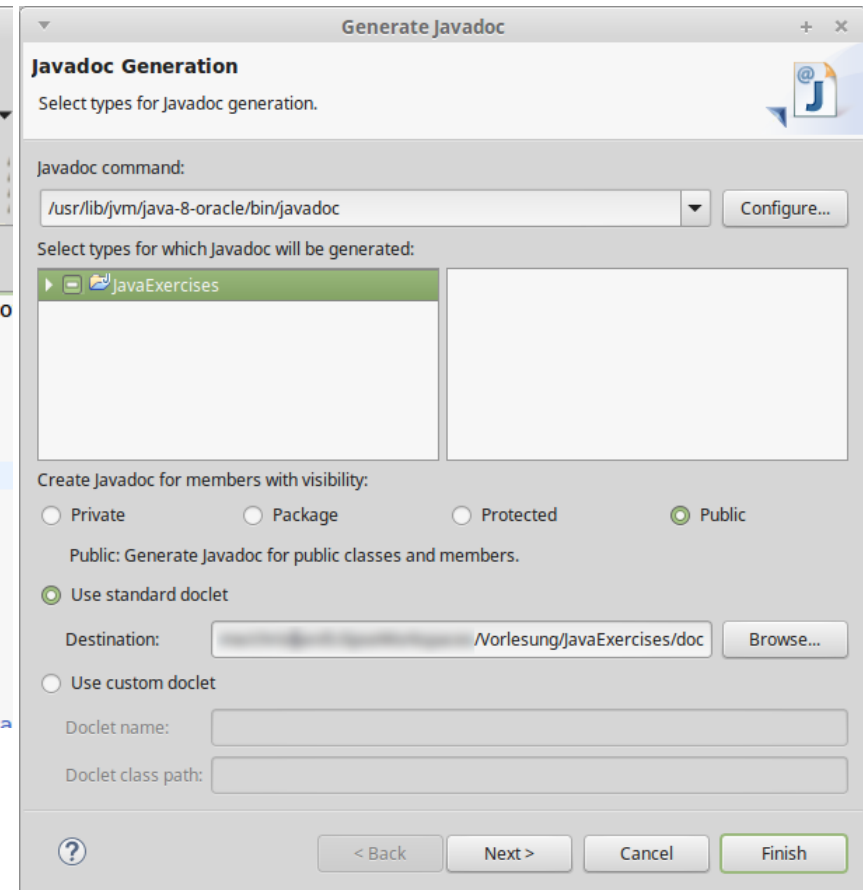 Generate Javadoc
Javadoc Generation
Select types for Javadoc generation.
@J
Javadoc command:
/usr/lib/jvm/java-8-oracle/bin/javadoc
Configure...
Select types for which Javadoc will be generated:
JavaExercises
o
Create Javadoc for members with visibility:
Private Package Protected Public
Public: Generate Javadoc for public classes and members.
Use standard doclet
Destination: /Vorlesung/JavaExercises/doc Browse...
Use custom doclet
a
Doclet name:
Doclet class path:
? < Back Next > Cancel Finish